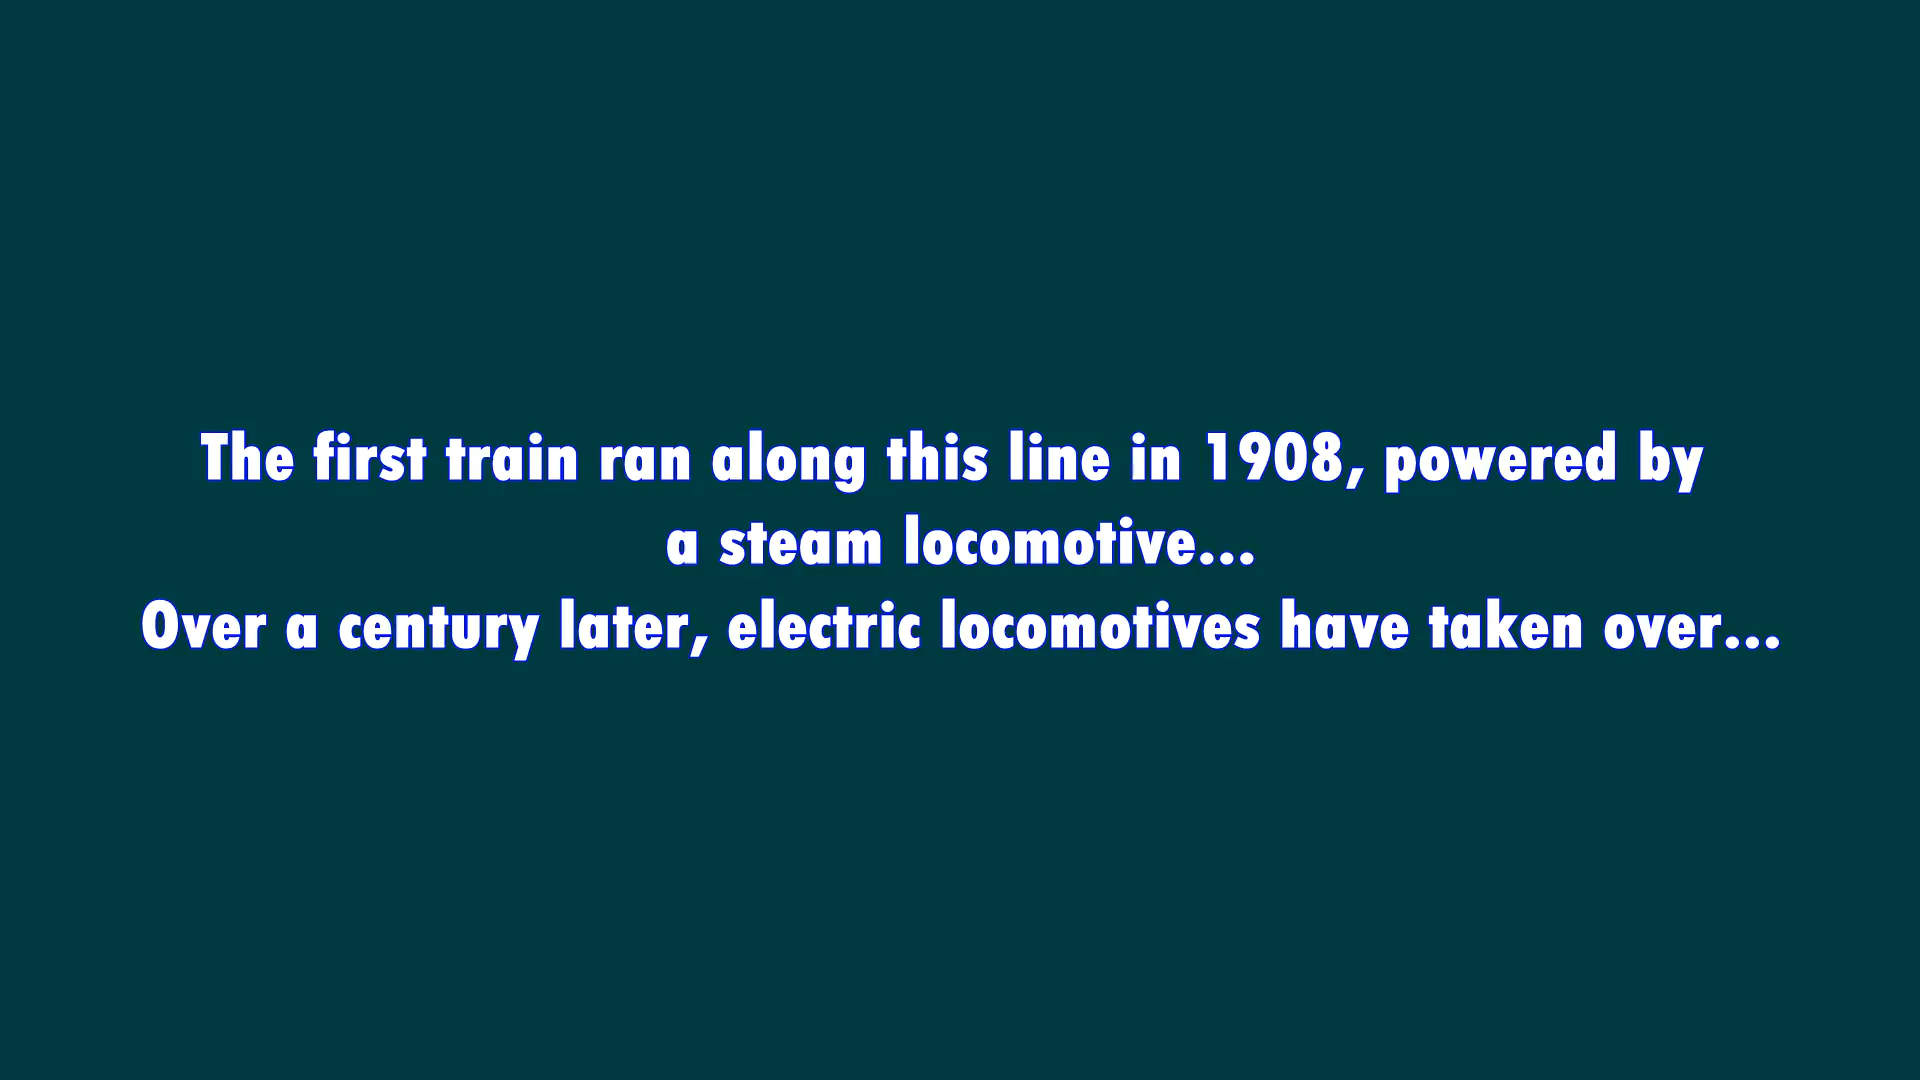 The first train ran along this line in 1908, powered by
a steam locomotive...
Over a century later, electric locomotives have taken over...